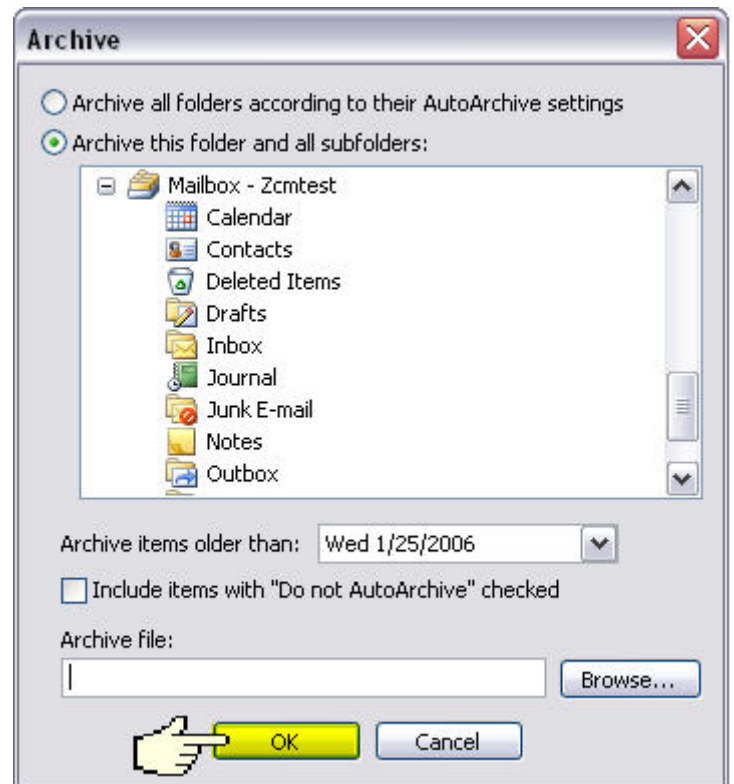 Archive
Archive all folders according to their AutoArchive settings
Archive this folder and all subfolders:
Mailbox - Zcmtest
Calendar
Contacts
Deleted Items
Drafts
Inbox
Journal
Junk E-mail
Notes
Outbox
Archive items older than: Wed 1/25/2006
Include items with "Do not AutoArchive" checked
Archive file:
Browse...
OK Cancel